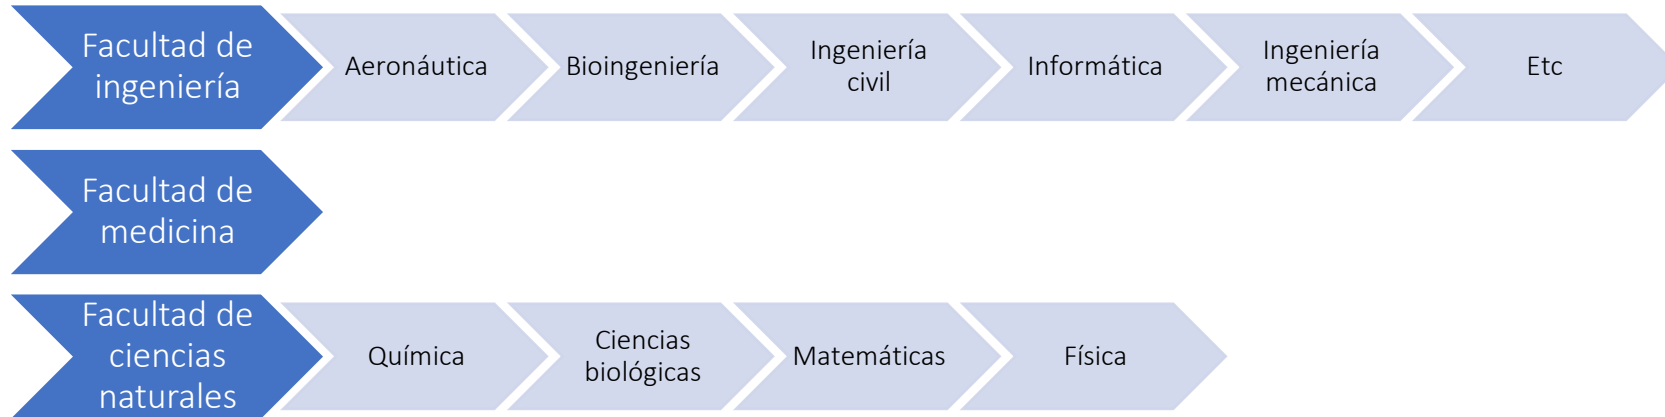 Facultad de
ingeniería
Aeronáutica
Bioingeniería
Ingeniería
civil
Informática
Ingeniería
mecánica
Etc
Facultad de
medicina
Facultad de
ciencias
naturales
Química
Ciencias
biológicas
Matemáticas
Física